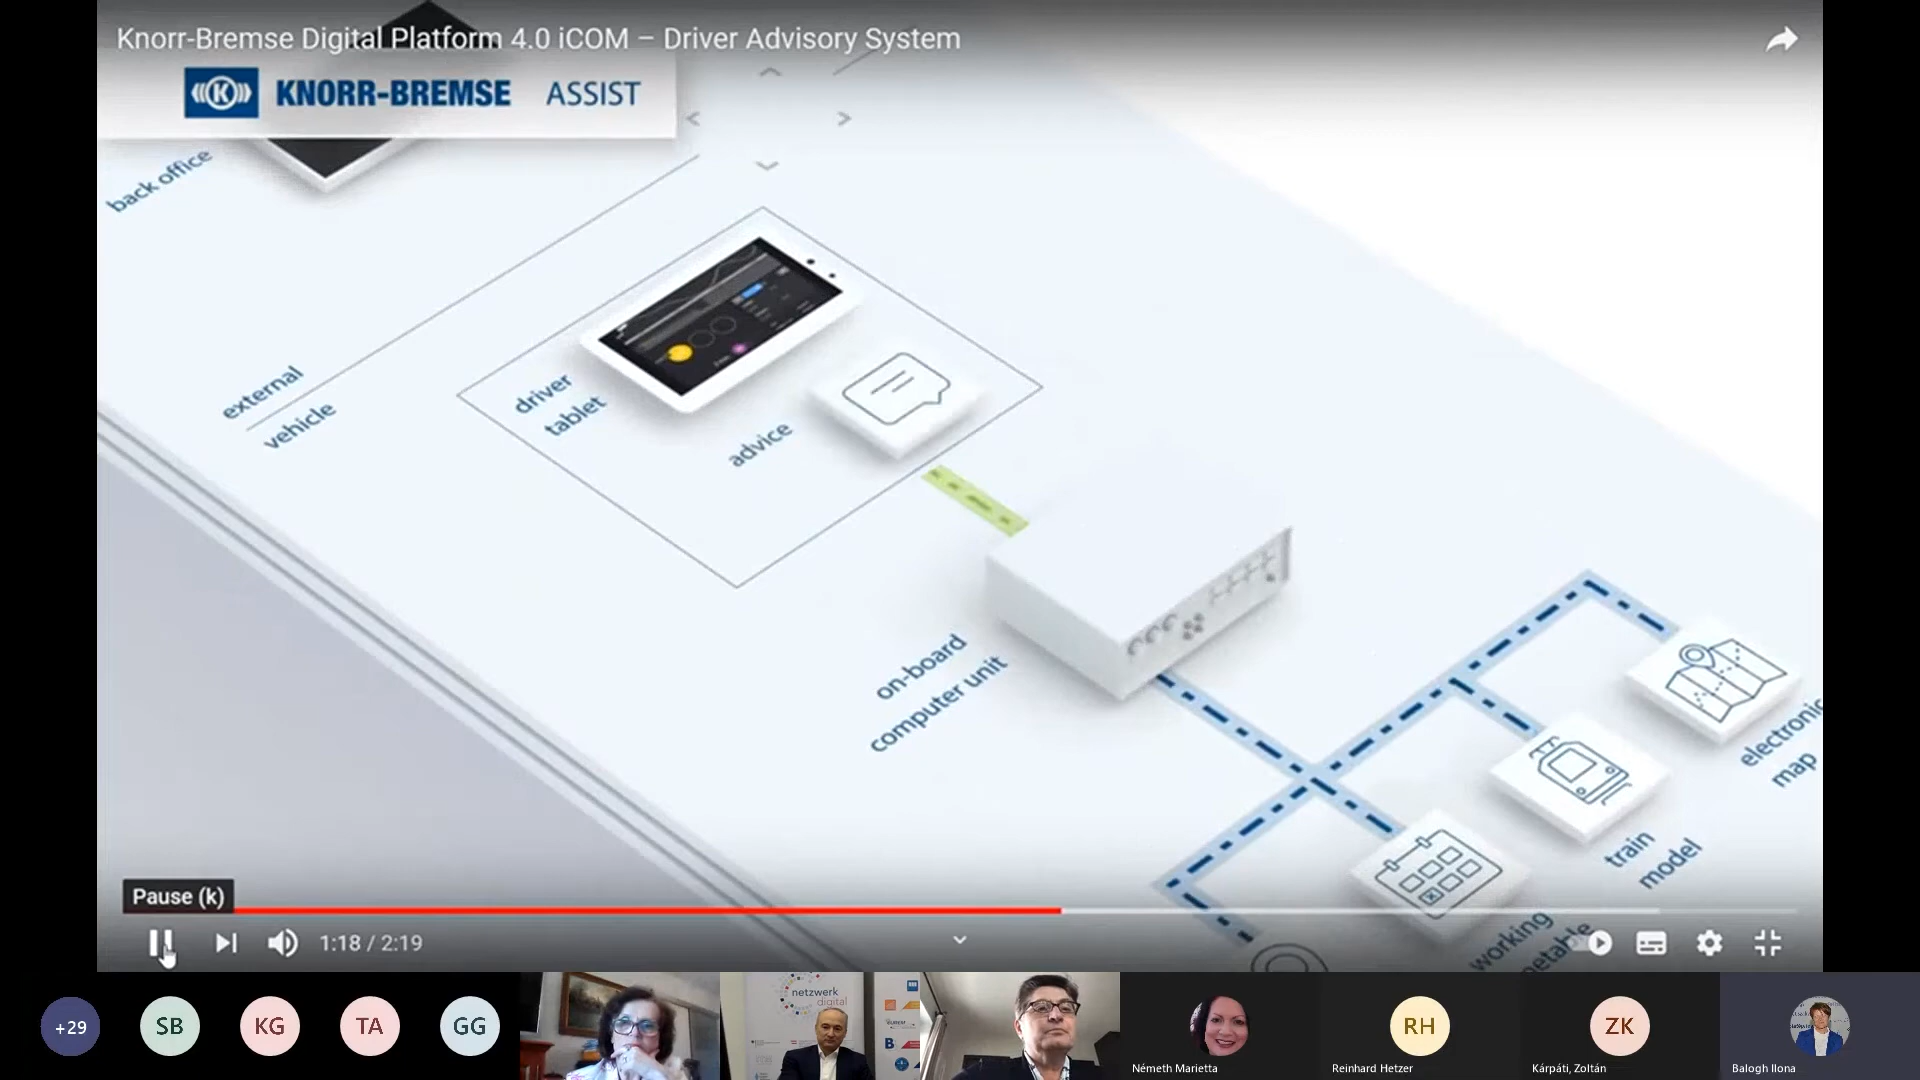 Knorr-Bremse Digital Platform 4.0 iCOM – Driver Advisory System
KNORR-BREMSE ASSIST
back office
external
vehicle
driver
tablet
advice
on-board
computer unit
electronic
map
train
model
working
Pause (k)
1:18 / 2:19
+29
SB
KG
TA
GG
netzwerk
digital
RH
ZK
Németh Marietta
Reinhard Hetzer
Kárpáti, Zoltán
Balogh Ilona